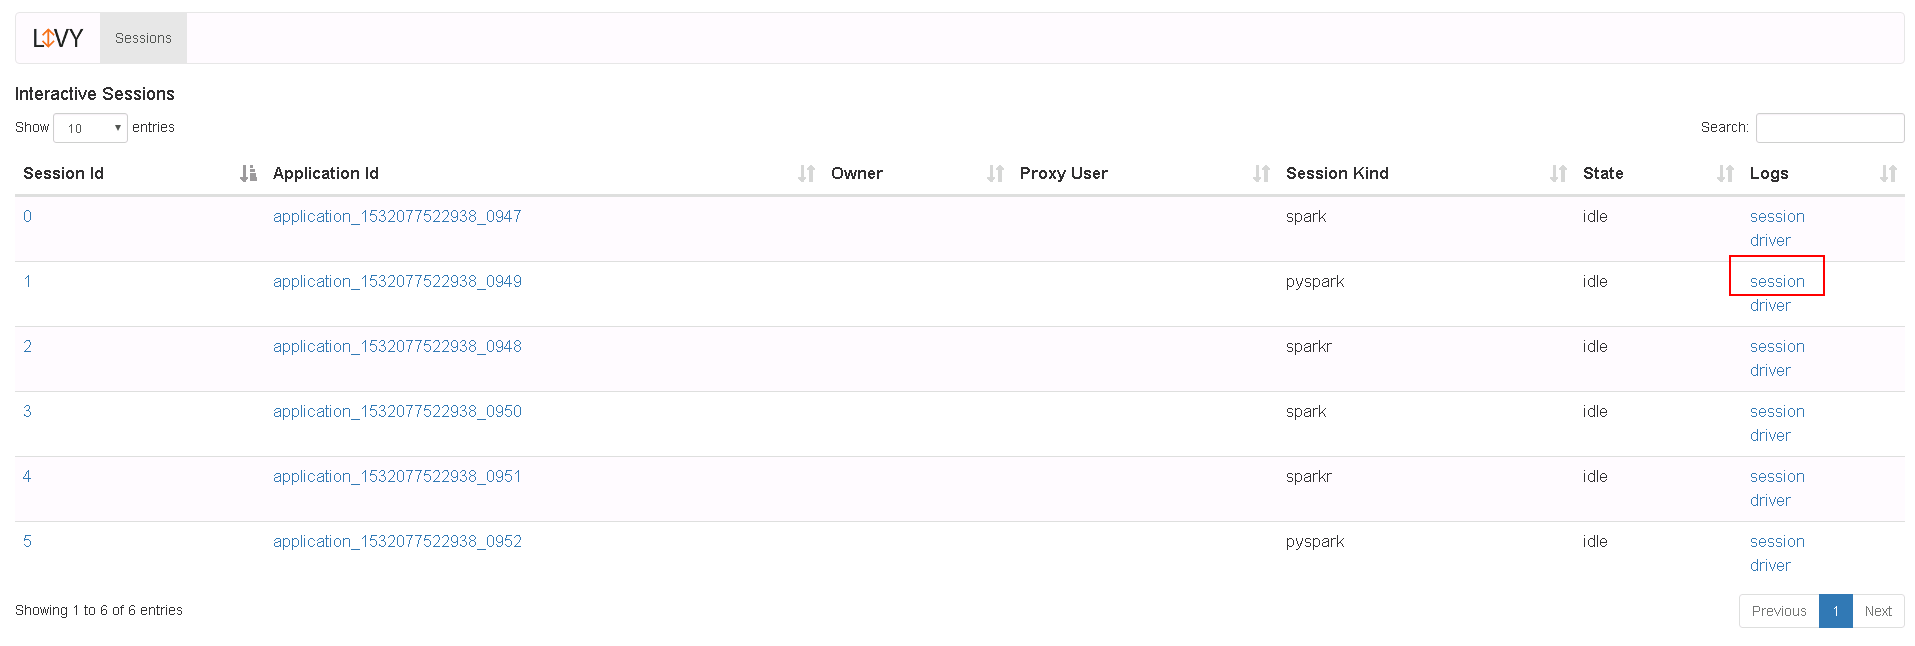 LIVY Sessions
Interactive Sessions
Show 10 entries Search:
Session Id Application Id Owner Proxy User Session Kind State Logs
0 application_1532077522938_0947 spark idle session
driver
1 application_1532077522938_0949 pyspark idle session
driver
2 application_1532077522938_0948 sparkr idle session
driver
3 application_1532077522938_0950 spark idle session
driver
4 application_1532077522938_0951 sparkr idle session
driver
5 application_1532077522938_0952 pyspark idle session
driver
Showing 1 to 6 of 6 entries Previous 1 Next